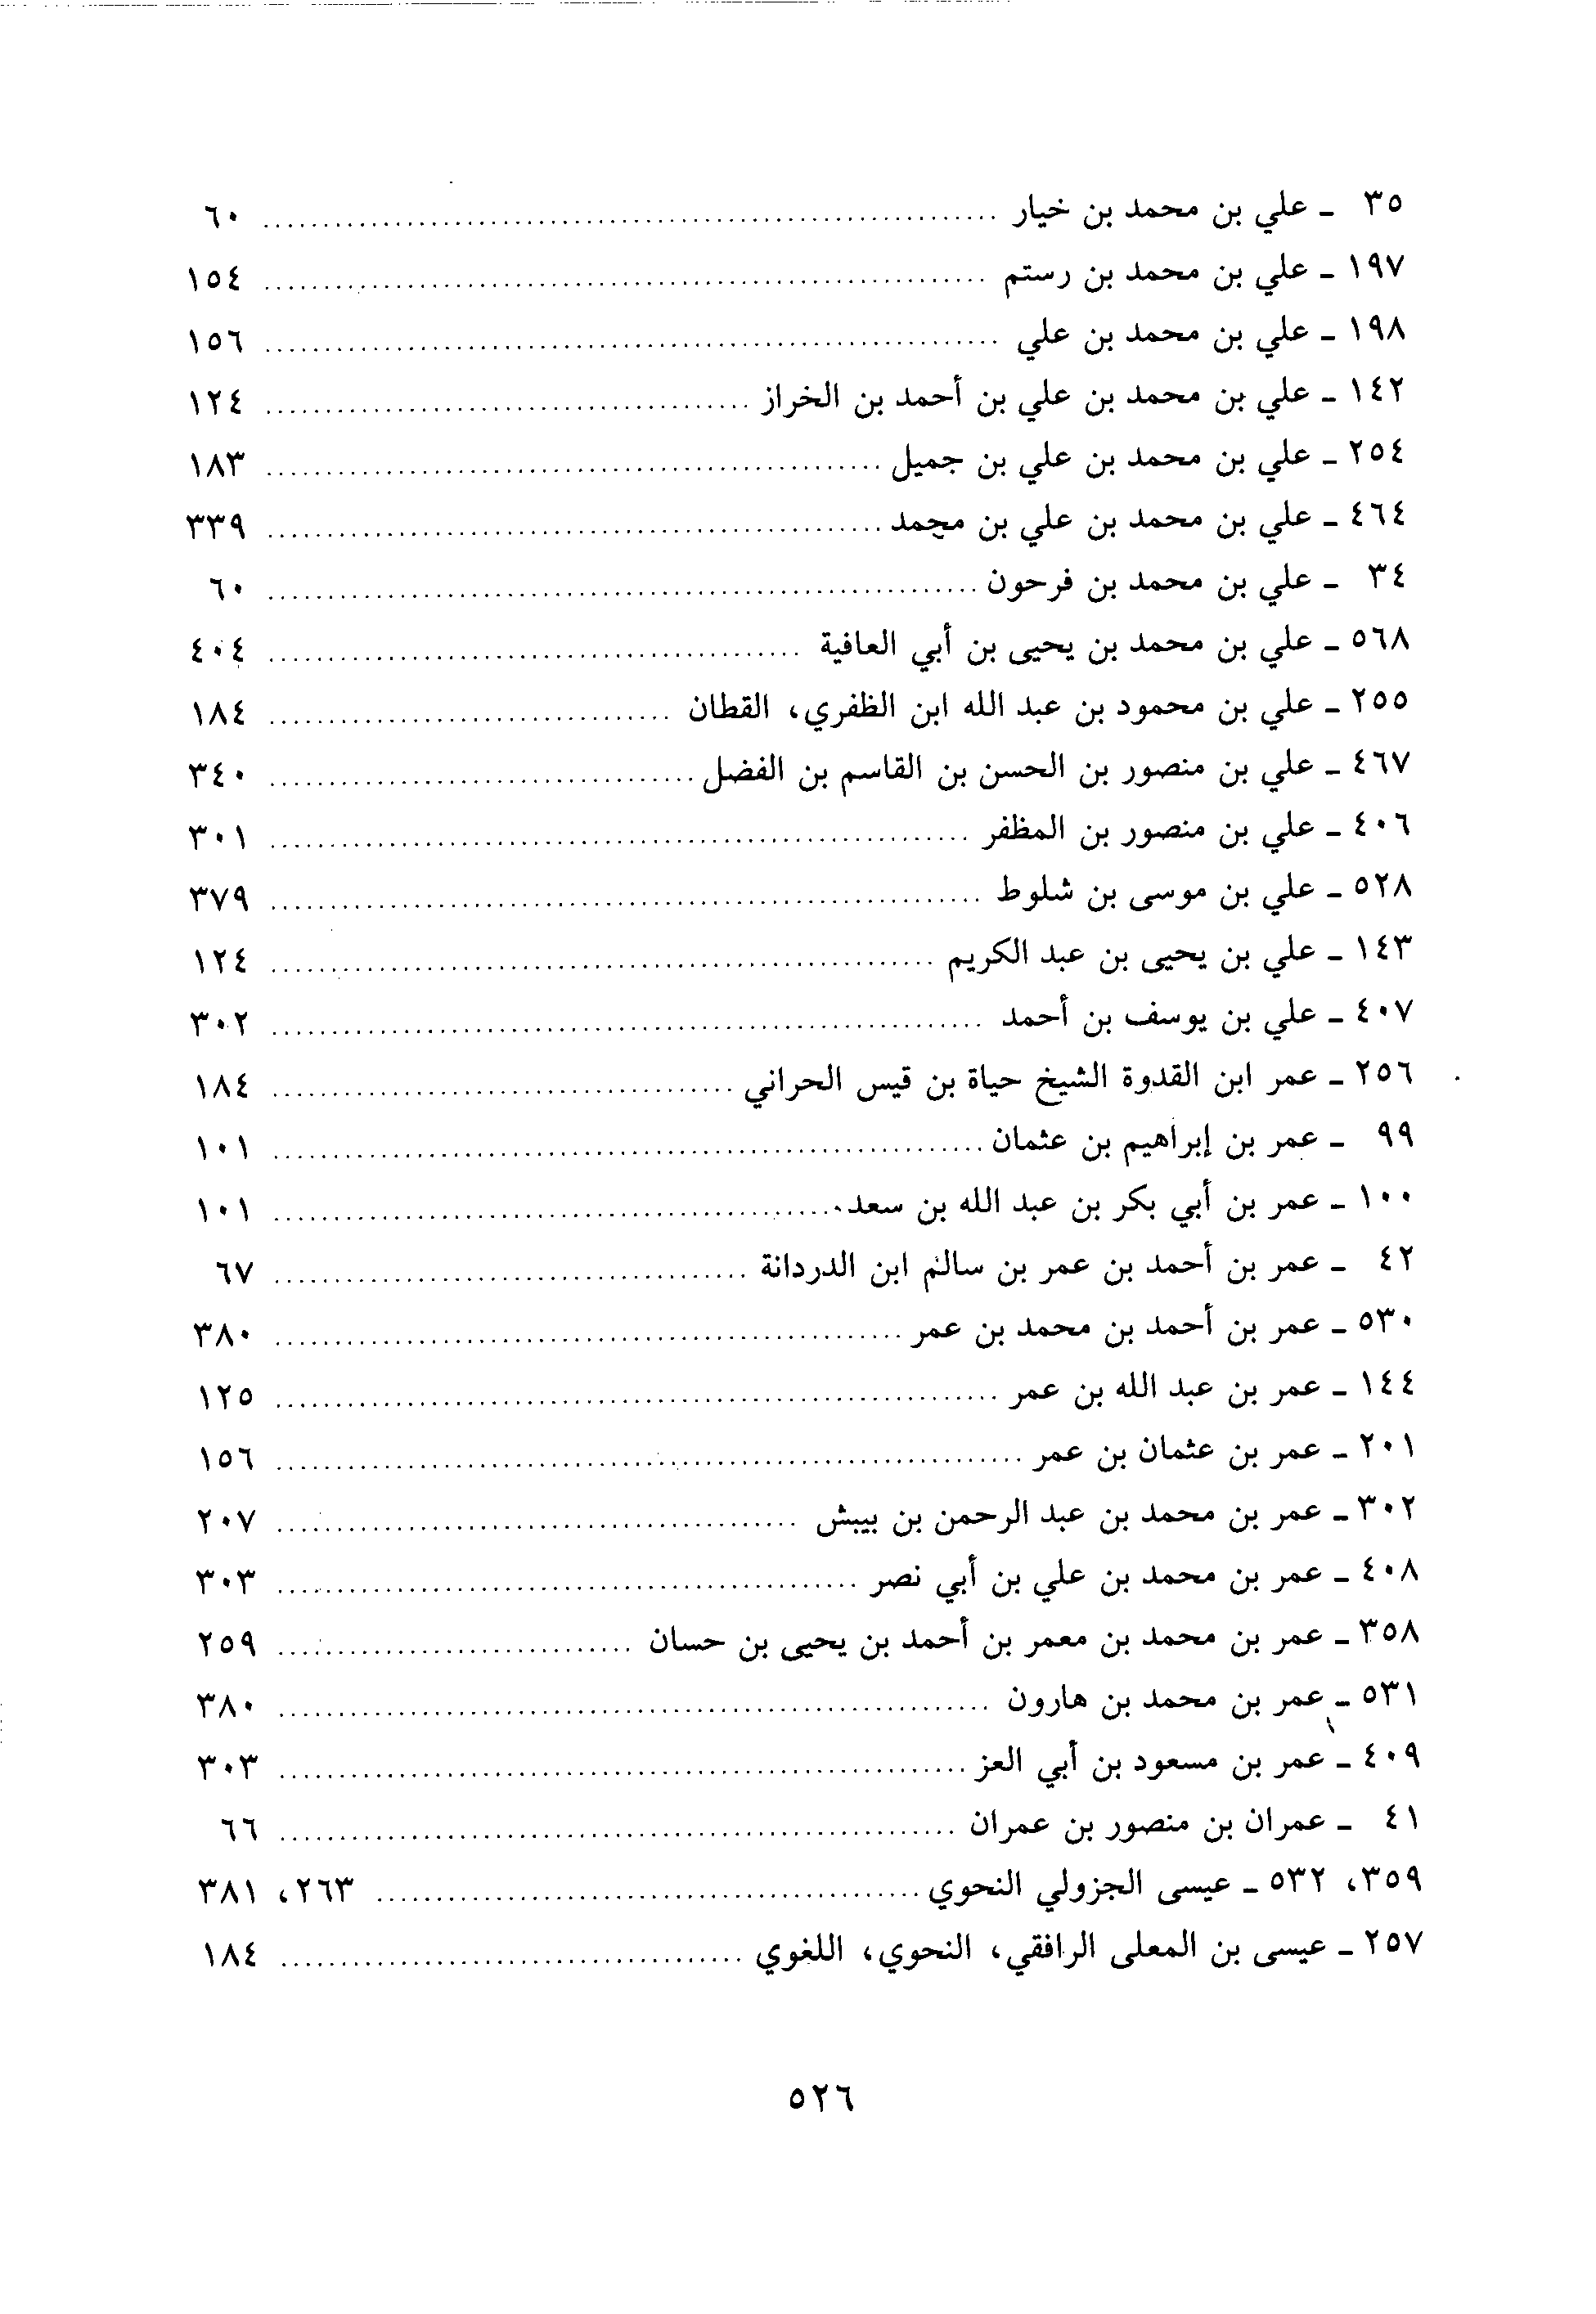 ٣٥ - علي بن محمد بن خيار ........ ٦٠
١٩٧ - علي بن محمد بن رستم ........ ١٥٤
١٩٨ - علي بن محمد بن علي ........ ١٥٦
١٤٢ - علي بن محمد بن علي بن أحمد بن الخراز ........ ١٢٤
٢٥٤ - علي بن محمد بن علي بن جميل ........ ١٨٣
٤٦٤ - علي بن محمد بن علي بن محمد ........ ٣٣٩
٣٤ - علي بن محمد بن فرحون ........ ٦٠
٥٦٨ - علي بن محمد بن يحيى بن أبي العافية ........ ٤٠٤
٢٥٥ - علي بن محمود بن عبد الله ابن الظفري، القطان ........ ١٨٤
٤٦٧ - علي بن منصور بن الحسن بن القاسم بن الفضل ........ ٣٤٠
٤٠٦ - علي بن منصور بن المظفر ........ ٣٠١
٥٢٨ - علي بن موسى بن شلوط ........ ٣٧٩
١٤٣ - علي بن يحيى بن عبد الكريم ........ ١٢٤
٤٠٧ - علي بن يوسف بن أحمد ........ ٣٠٢
٢٥٦ - عمر ابن القدوة الشيخ حياة بن قيس الحراني ........ ١٨٤
٩٩ - عمر بن إبراهيم بن عثمان ........ ١٠١
١٠٠ - عمر بن أبي بكر بن عبد الله بن سعد ........ ١٠١
٤٢ - عمر بن أحمد بن عمر بن سالم ابن الدردانة ........ ٦٧
٥٣٠ - عمر بن أحمد بن محمد بن عمر ........ ٣٨٠
١٤٤ - عمر بن عبد الله بن عمر ........ ١٢٥
٢٠١ - عمر بن عثمان بن عمر ........ ١٥٦
٣٠٢ - عمر بن محمد بن عبد الرحمن بن بيبش ........ ٢٠٧
٤٠٨ - عمر بن محمد بن علي بن أبي نصر ........ ٣٠٣
٣٥٨ - عمر بن محمد بن معمر بن أحمد بن يحيى بن حسان ........ ٢٥٩
٥٣١ - عمر بن محمد بن هارون ........ ٣٨٠
٤٠٩ - عمر بن مسعود بن أبي العز ........ ٣٠٣
٤١ - عمران بن منصور بن عمران ........ ٦٦
٣٥٩، ٥٣٢ - عيسى الجزولي النحوي ........ ٢٦٣، ٣٨١
٢٥٧ - عيسى بن المعلى الرافقي، النحوي، اللغوي ........ ١٨٤
٥٢٦